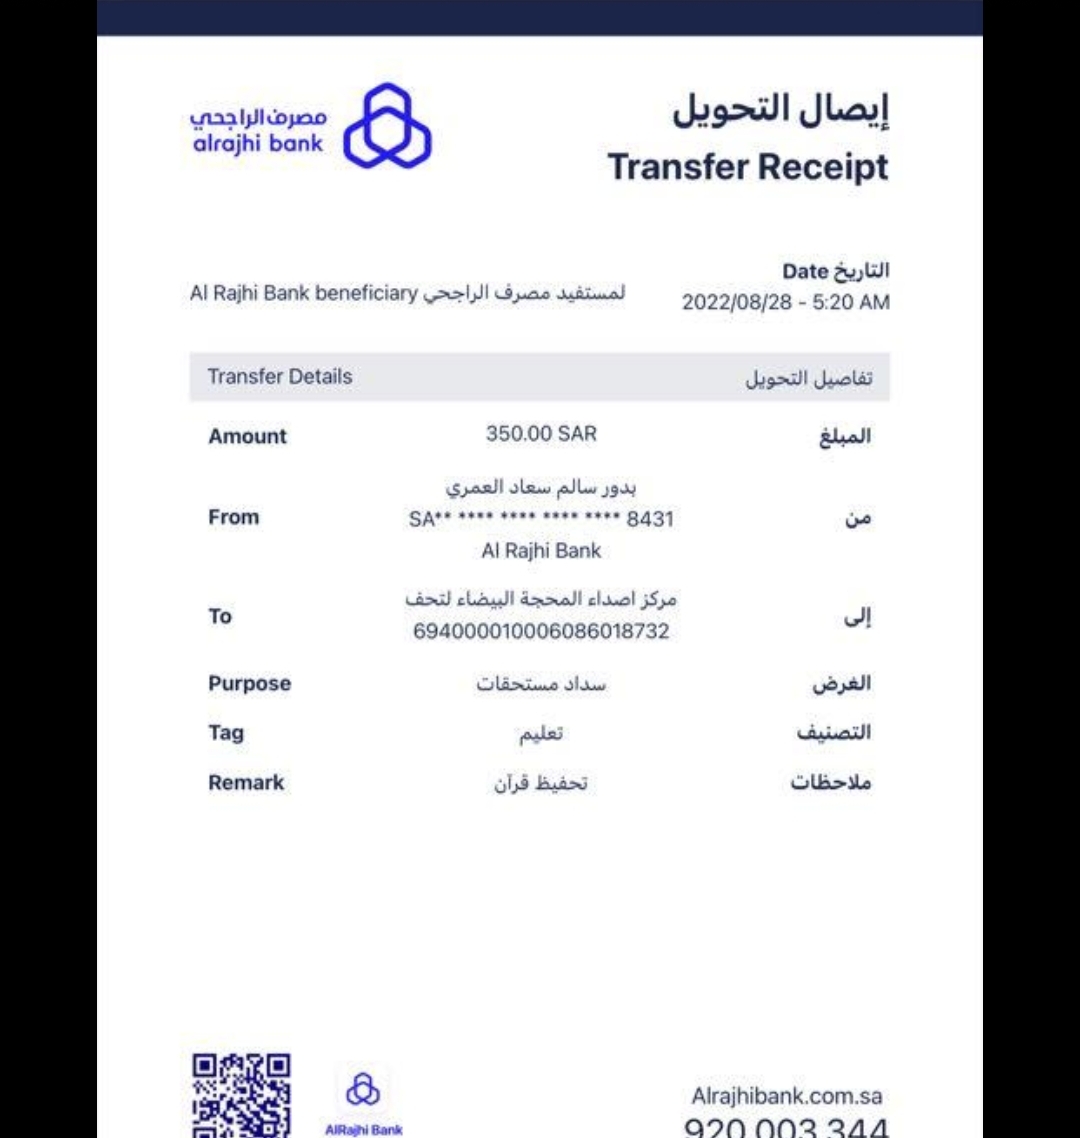 إيصال التحويل
Transfer Receipt
مصرف الراجحي
alrajhi bank
التاريخ Date
2022/08/28 - 5:20 AM
لمستفيد مصرف الراجحي Al Rajhi Bank beneficiary
تفاصيل التحويل Transfer Details
المبلغ 350.00 SAR Amount
بدور سالم سعاد العمري
من SA** **** **** **** **** 8431 From
Al Rajhi Bank
مركز اصداء المحجة البيضاء لتحف
إلى To
694000010006086018732
الغرض سداد مستحقات Purpose
التصنيف تعليم Tag
ملاحظات تحفيظ قرآن Remark
Alrajhibank.com.sa
920 003 344
AlRajhi Bank